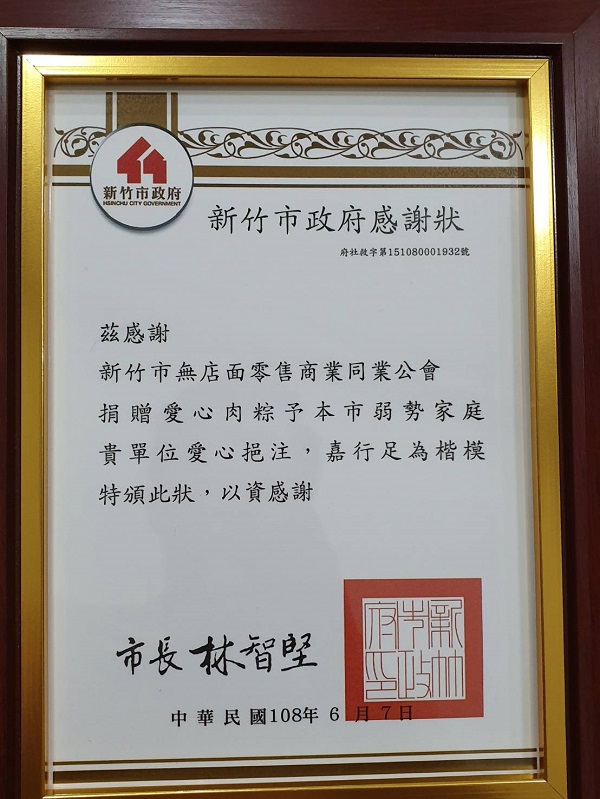 新竹市政府
HSINCHU CITY GOVERNMENT
新竹市政府感謝狀
府社救字第151080001932號
茲感謝
新竹市無店面零售商業同業公會
捐贈愛心肉粽予本市弱勢家庭
貴單位愛心挹注，嘉行足為楷模
特頒此狀，以資感謝
市長 林智堅
新竹市政府印
中華民國108年6月7日